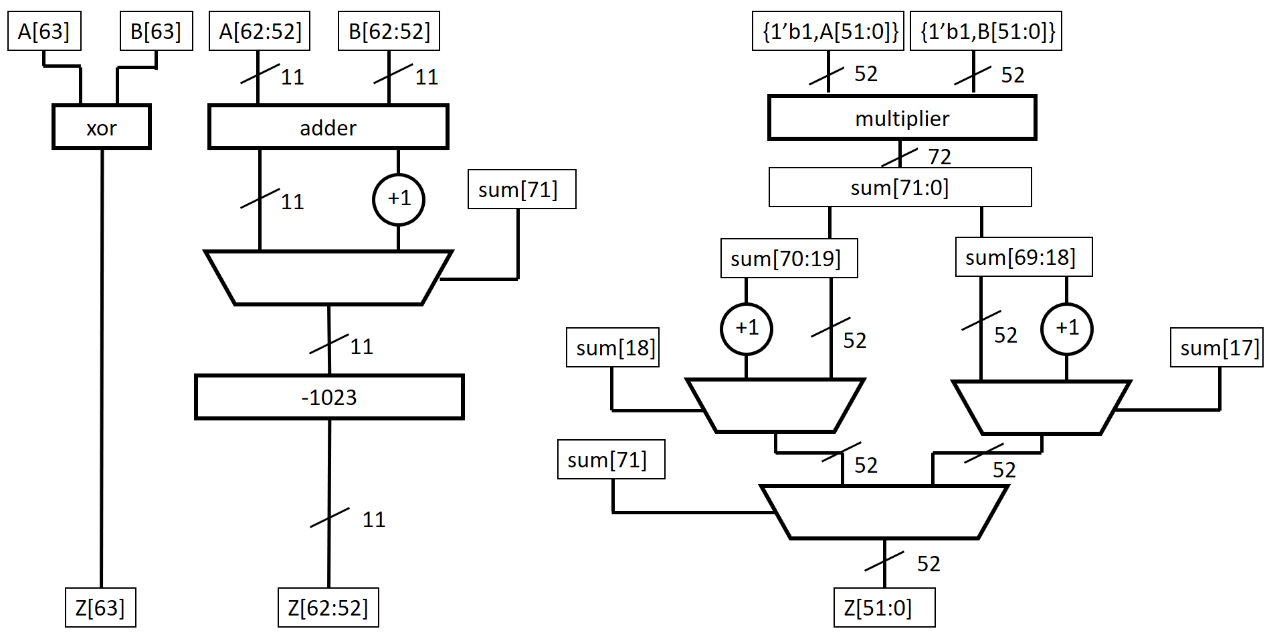 A[63]
B[63]
A[62:52]
B[62:52]
{1’b1,A[51:0]}
{1’b1,B[51:0]}
11
11
52
52
xor
adder
multiplier
72
11
+1
sum[71]
sum[71:0]
sum[70:19]
sum[69:18]
+1
52
52
+1
sum[18]
sum[17]
11
-1023
sum[71]
52
52
11
52
Z[63]
Z[62:52]
Z[51:0]